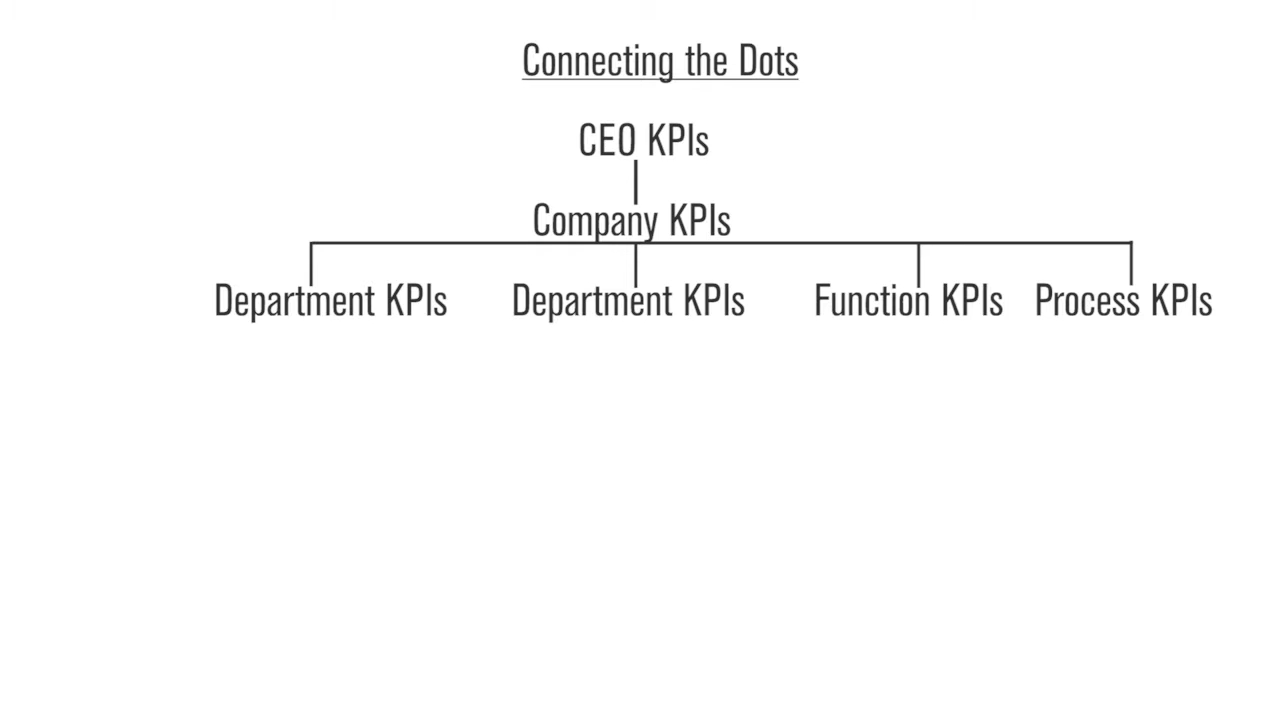 Connecting the Dots
CEO KPIs
Company KPIs
Department KPIs Department KPIs Function KPIs Process KPIs